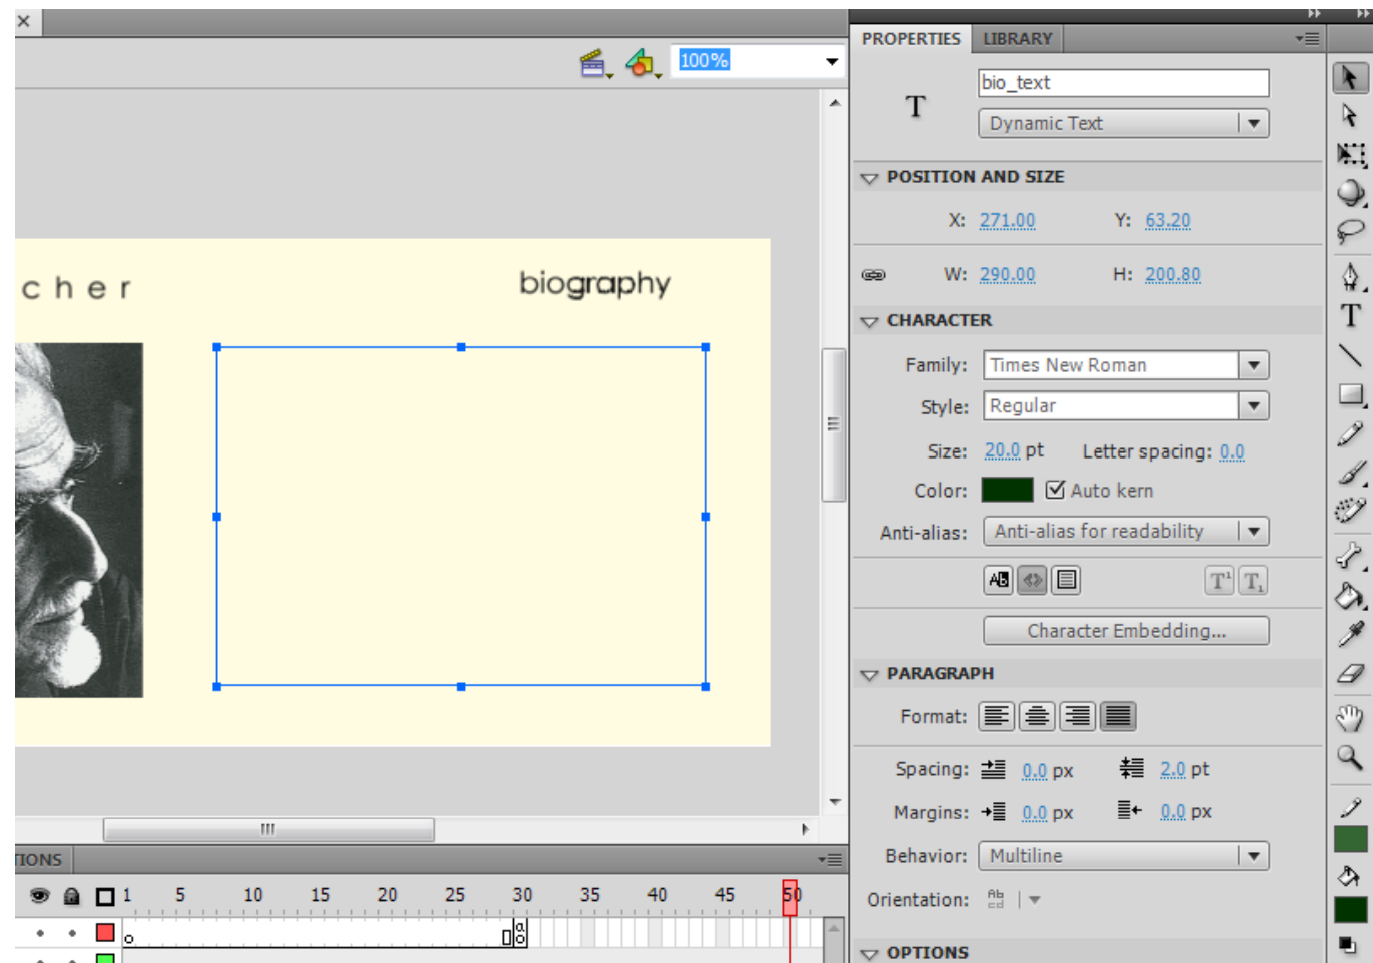 PROPERTIES LIBRARY
100%
bio_text
T
Dynamic Text
POSITION AND SIZE
X: 271.00 Y: 63.20
W: 290.00 H: 200.80
CHARACTER
Family: Times New Roman
Style: Regular
Size: 20.0 pt Letter spacing: 0.0
Color: Auto kern
Anti-alias: Anti-alias for readability
Character Embedding...
PARAGRAPH
Format:
Spacing: 0.0 px 2.0 pt
Margins: 0.0 px 0.0 px
Behavior: Multiline
Orientation:
OPTIONS
cher
biography
TIONS
1 5 10 15 20 25 30 35 40 45 50
a